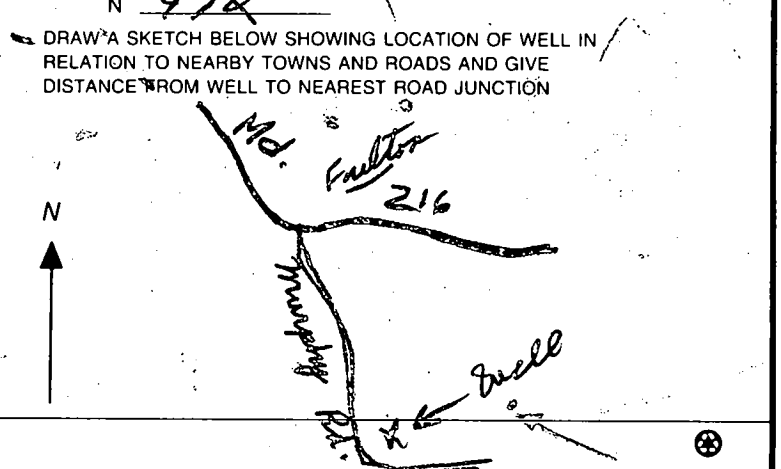 N
DRAW A SKETCH BELOW SHOWING LOCATION OF WELL IN
RELATION TO NEARBY TOWNS AND ROADS AND GIVE
DISTANCE FROM WELL TO NEAREST ROAD JUNCTION
Md.
Fulton
216
N
Murphy
Rd.
Well